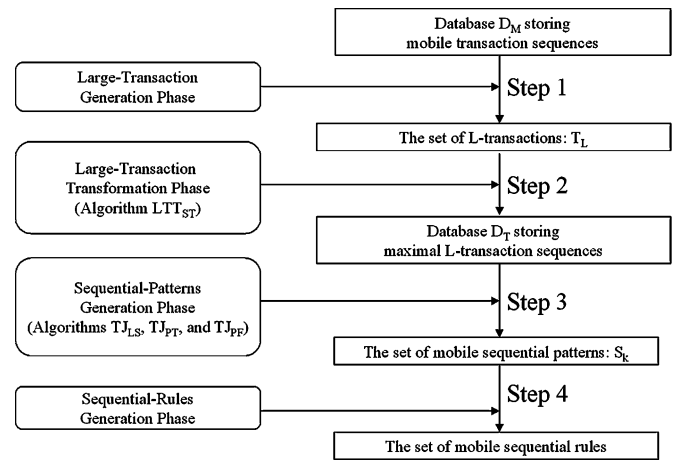 Database D_M storing
mobile transaction sequences
Large-Transaction
Generation Phase
Step 1
The set of L-transactions: T_L
Large-Transaction
Transformation Phase
(Algorithm LTT_ST)
Step 2
Database D_T storing
maximal L-transaction sequences
Sequential-Patterns
Generation Phase
(Algorithms TJ_LS, TJ_PT, and TJ_PF)
Step 3
The set of mobile sequential patterns: S_k
Sequential-Rules
Generation Phase
Step 4
The set of mobile sequential rules